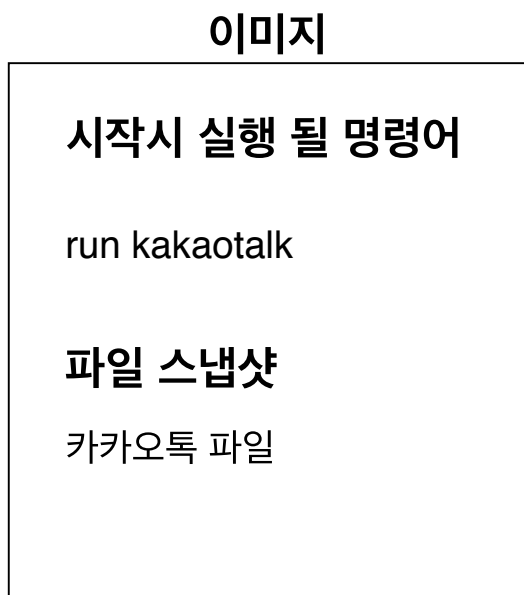 이미지
시작시 실행 될 명령어
run kakaotalk
파일 스냅샷
카카오톡 파일